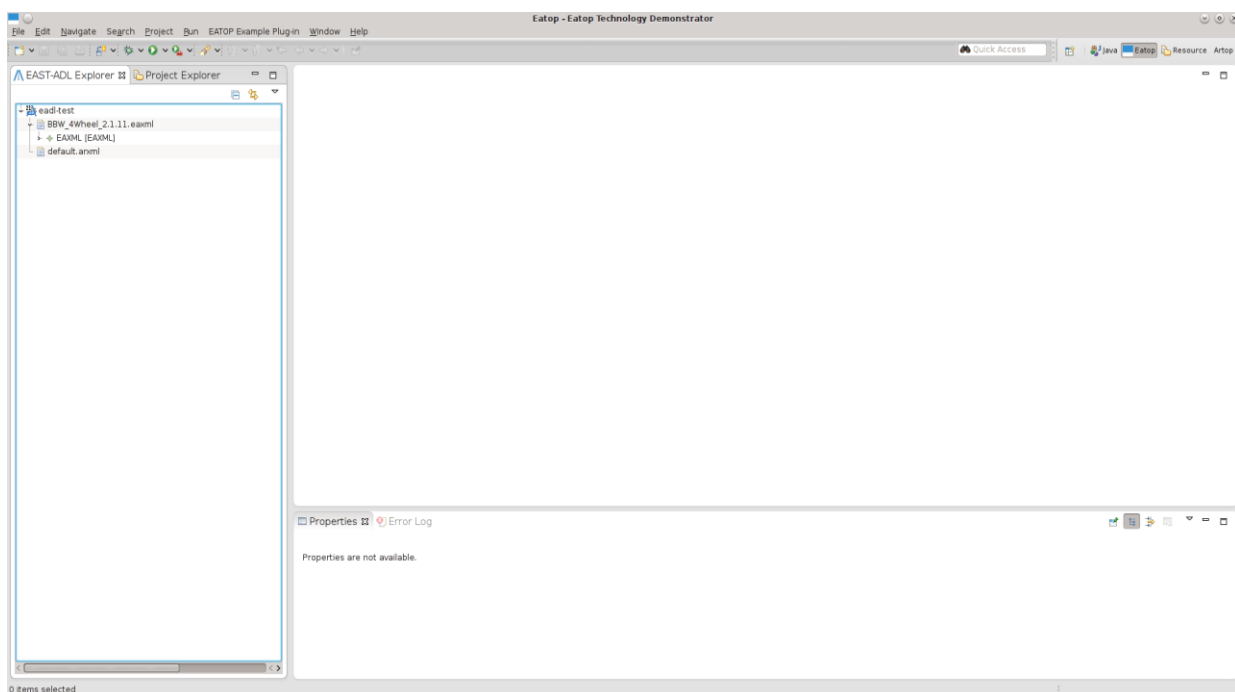 Eatop - Eatop Technology Demonstrator
File Edit Navigate Search Project Run EATOP Example Plug-in Window Help
Quick Access Java Eatop Resource Artop
EAST-ADL Explorer Project Explorer
eadl-test
BBW_4Wheel_2.1.11.eaxml
EAXML [EAXML]
default.arxml
Properties Error Log
Properties are not available.
0 items selected